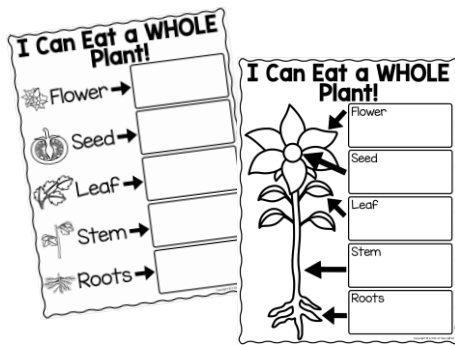 I Can Eat a WHOLE
Plant!
Flower
Seed
Leaf
Stem
Roots
I Can Eat a WHOLE
Plant!
Flower
Seed
Leaf
Stem
Roots